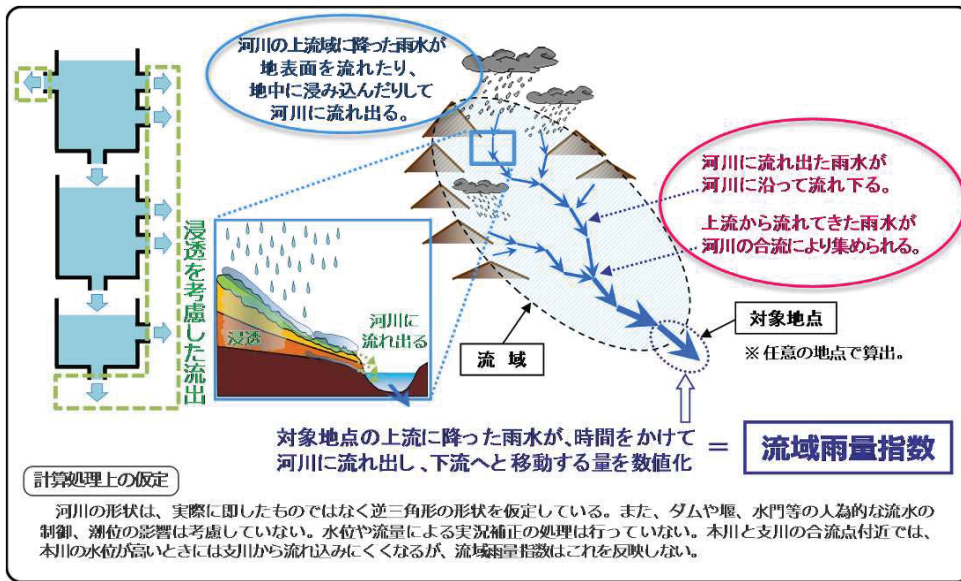 河川の上流域に降った雨水が
地表面を流れたり、
地中に浸み込んだりして
河川に流れ出る。
河川に流れ出た雨水が
河川に沿って流れ下る。
上流から流れてきた雨水が
河川の合流により集められる。
浸透を考慮した流出
浸透
河川に
流れ出る
流 域
対象地点
※ 任意の地点で算出。
対象地点の上流に降った雨水が、時間をかけて
河川に流れ出し、下流へと移動する量を数値化
= 流域雨量指数
計算処理上の仮定
河川の形状は、実際に即したものではなく逆三角形の形状を仮定している。また、ダムや堰、水門等の人為的な流水の
制御、潮位の影響は考慮していない。水位や流量による実況補正の処理は行っていない。本川と支川の合流点付近では、
本川の水位が高いときには支川から流れ込みにくくなるが、流域雨量指数はこれを反映しない。